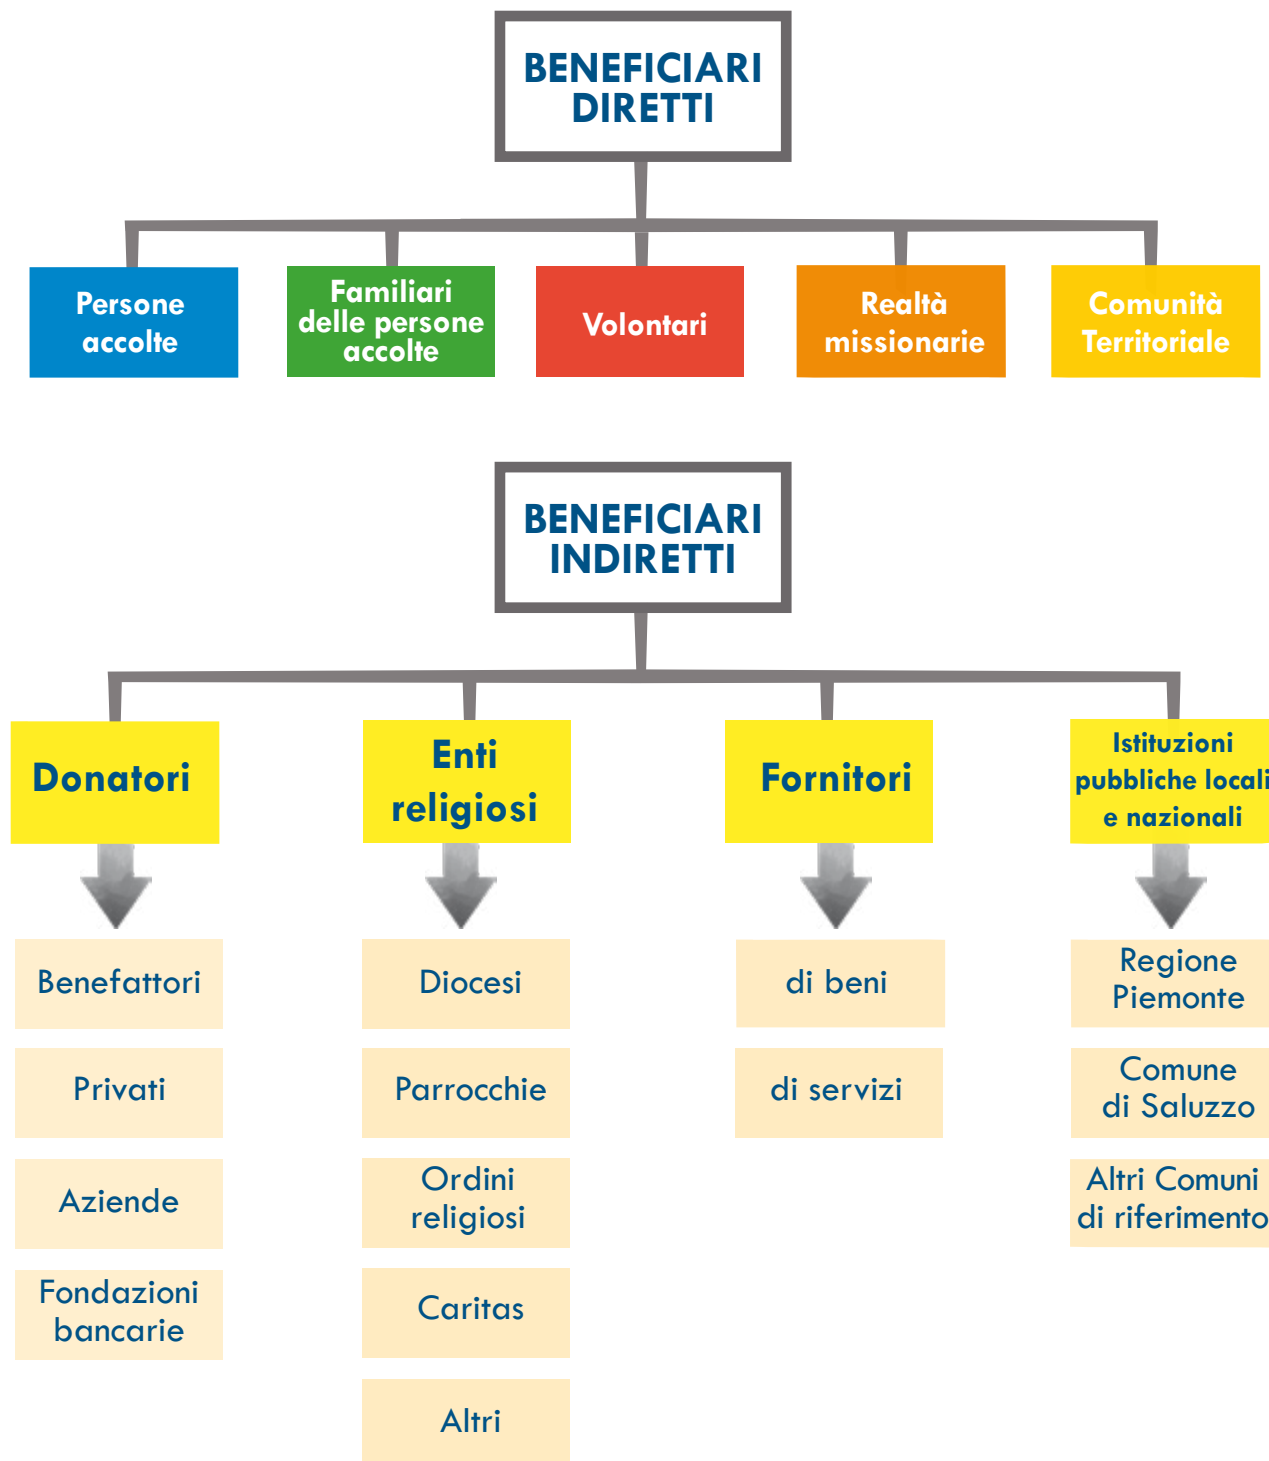 BENEFICIARI
DIRETTI
Persone
accolte
Familiari
delle persone
accolte
Volontari
Realtà
missionarie
Comunità
Territoriale
BENEFICIARI
INDIRETTI
Donatori
Enti
religiosi
Fornitori
Istituzioni
pubbliche locali
e nazionali
Benefattori
Privati
Aziende
Fondazioni
bancarie
Diocesi
Parrocchie
Ordini
religiosi
Caritas
Altri
di beni
di servizi
Regione
Piemonte
Comune
di Saluzzo
Altri Comuni
di riferimento